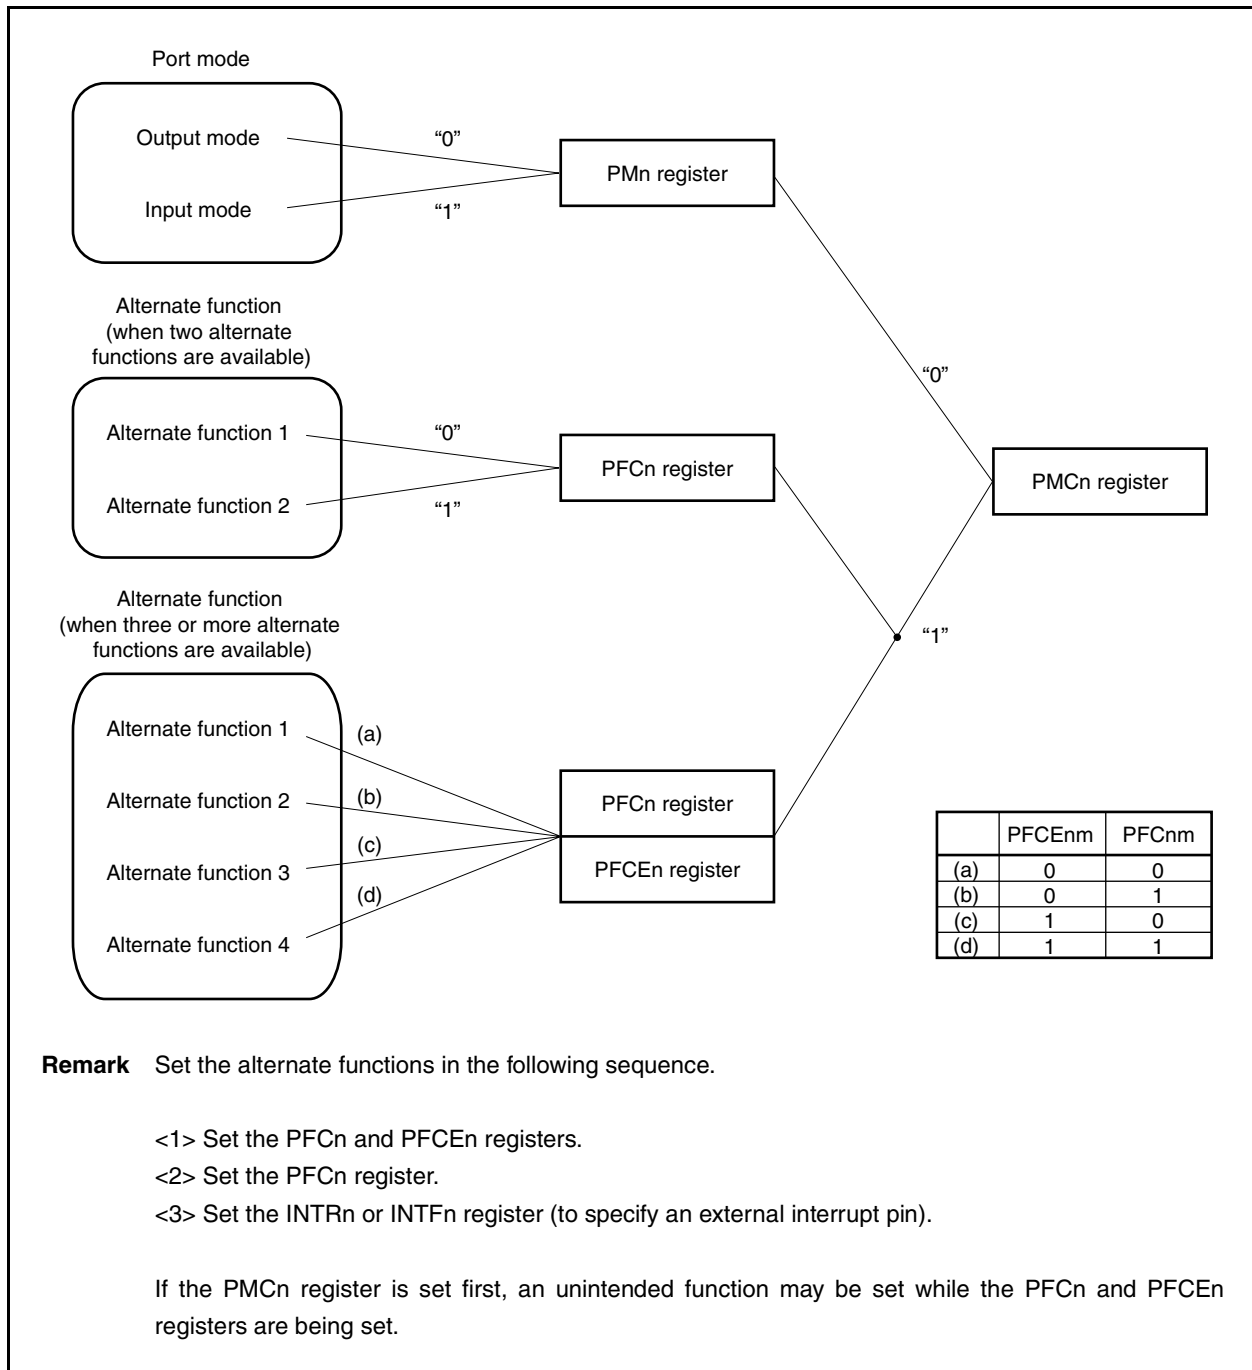 Port mode
Output mode
“0”
PMn register
Input mode
“1”
Alternate function
(when two alternate
functions are available)
“0”
Alternate function 1
“0”
PFCn register
PMCn register
Alternate function 2
“1”
Alternate function
(when three or more alternate
functions are available)
“1”
Alternate function 1
(a)
Alternate function 2
(b)
PFCn register
Alternate function 3
(c)
PFCEn register
(d)
Alternate function 4
PFCEnm PFCnm
(a) 0 0
(b) 0 1
(c) 1 0
(d) 1 1
Remark Set the alternate functions in the following sequence.
<1> Set the PFCn and PFCEn registers.
<2> Set the PFCn register.
<3> Set the INTRn or INTFn register (to specify an external interrupt pin).
If the PMCn register is set first, an unintended function may be set while the PFCn and PFCEn
registers are being set.